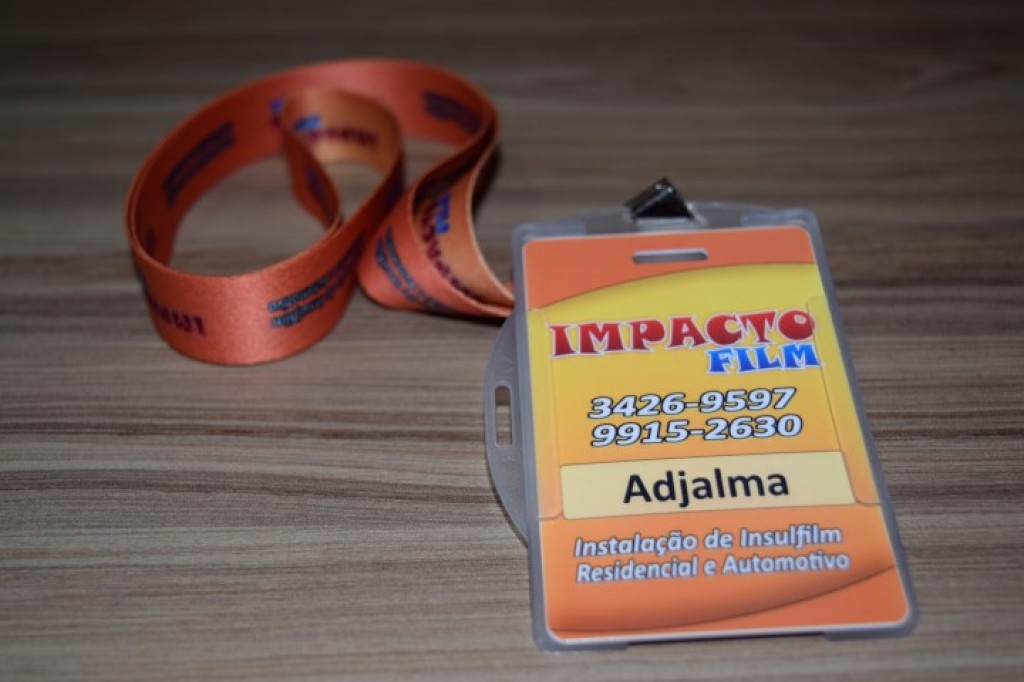 IMPACTO
FILM
3426-9597
9915-2630
Adjalma
Instalação de Insulfilm
Residencial e Automotivo